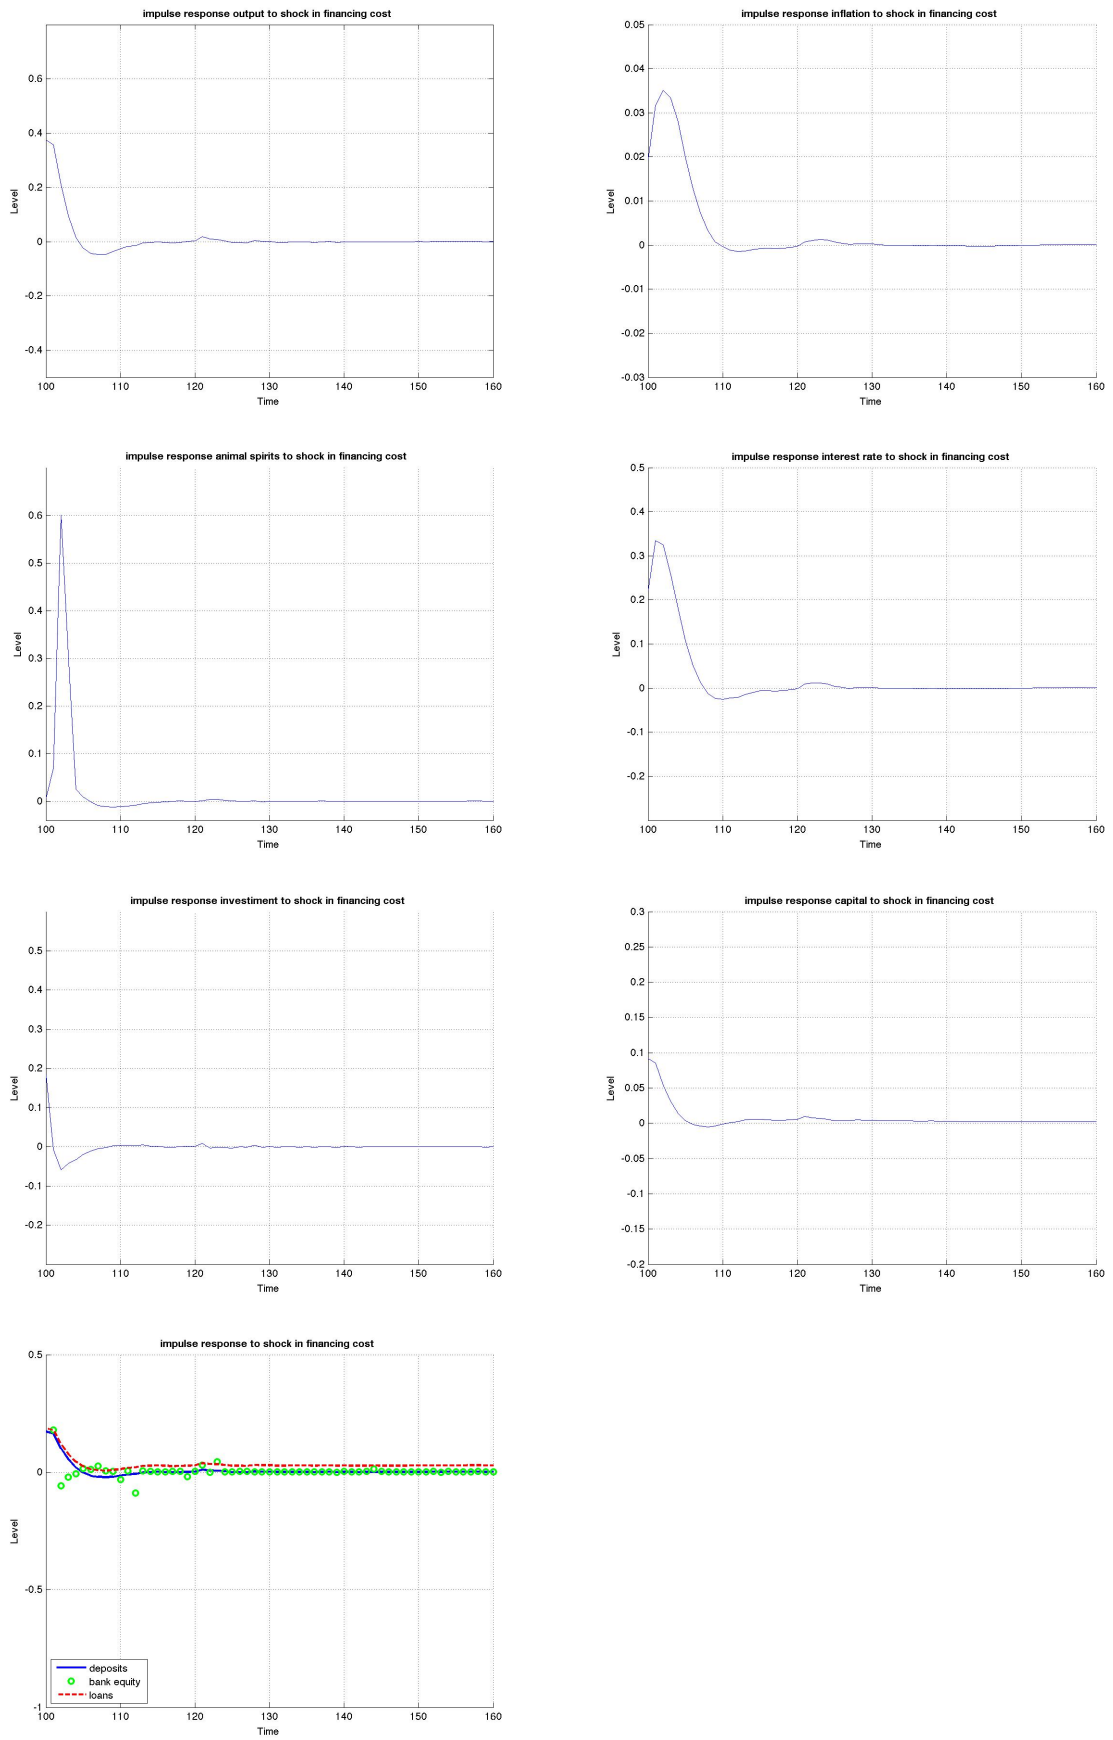 impulse response output to shock in financing cost
0.6
0.4
0.2
0
-0.2
-0.4
Level
100 110 120 130 140 150 160
Time
impulse response inflation to shock in financing cost
0.05
0.04
0.03
0.02
0.01
0
-0.01
-0.02
-0.03
Level
100 110 120 130 140 150 160
Time
impulse response animal spirits to shock in financing cost
0.6
0.5
0.4
0.3
0.2
0.1
0
Level
100 110 120 130 140 150 160
Time
impulse response interest rate to shock in financing cost
0.5
0.4
0.3
0.2
0.1
0
-0.1
-0.2
Level
100 110 120 130 140 150 160
Time
impulse response investiment to shock in financing cost
0.5
0.4
0.3
0.2
0.1
0
-0.1
-0.2
Level
100 110 120 130 140 150 160
Time
impulse response capital to shock in financing cost
0.3
0.25
0.2
0.15
0.1
0.05
0
-0.05
-0.1
-0.15
-0.2
Level
100 110 120 130 140 150 160
Time
impulse response to shock in financing cost
0.5
0
-0.5
-1
Level
deposits
bank equity
loans
100 110 120 130 140 150 160
Time